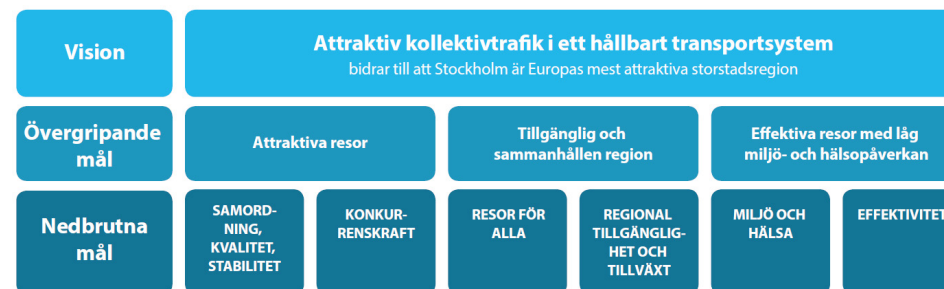 Vision
Attraktiv kollektivtrafik i ett hållbart transportsystem
bidrar till att Stockholm är Europas mest attraktiva storstadsregion
Övergripande
mål
Attraktiva resor
Tillgänglig och
sammanhållen region
Effektiva resor med låg
miljö- och hälsopåverkan
Nedbrutna
mål
SAMORD-
NING,
KVALITET,
STABILITET
KONKUR-
RENSKRAFT
RESOR FÖR
ALLA
REGIONAL
TILLGÄNGLIG-
HET OCH
TILLVÄXT
MILJÖ OCH
HÄLSA
EFFEKTIVITET